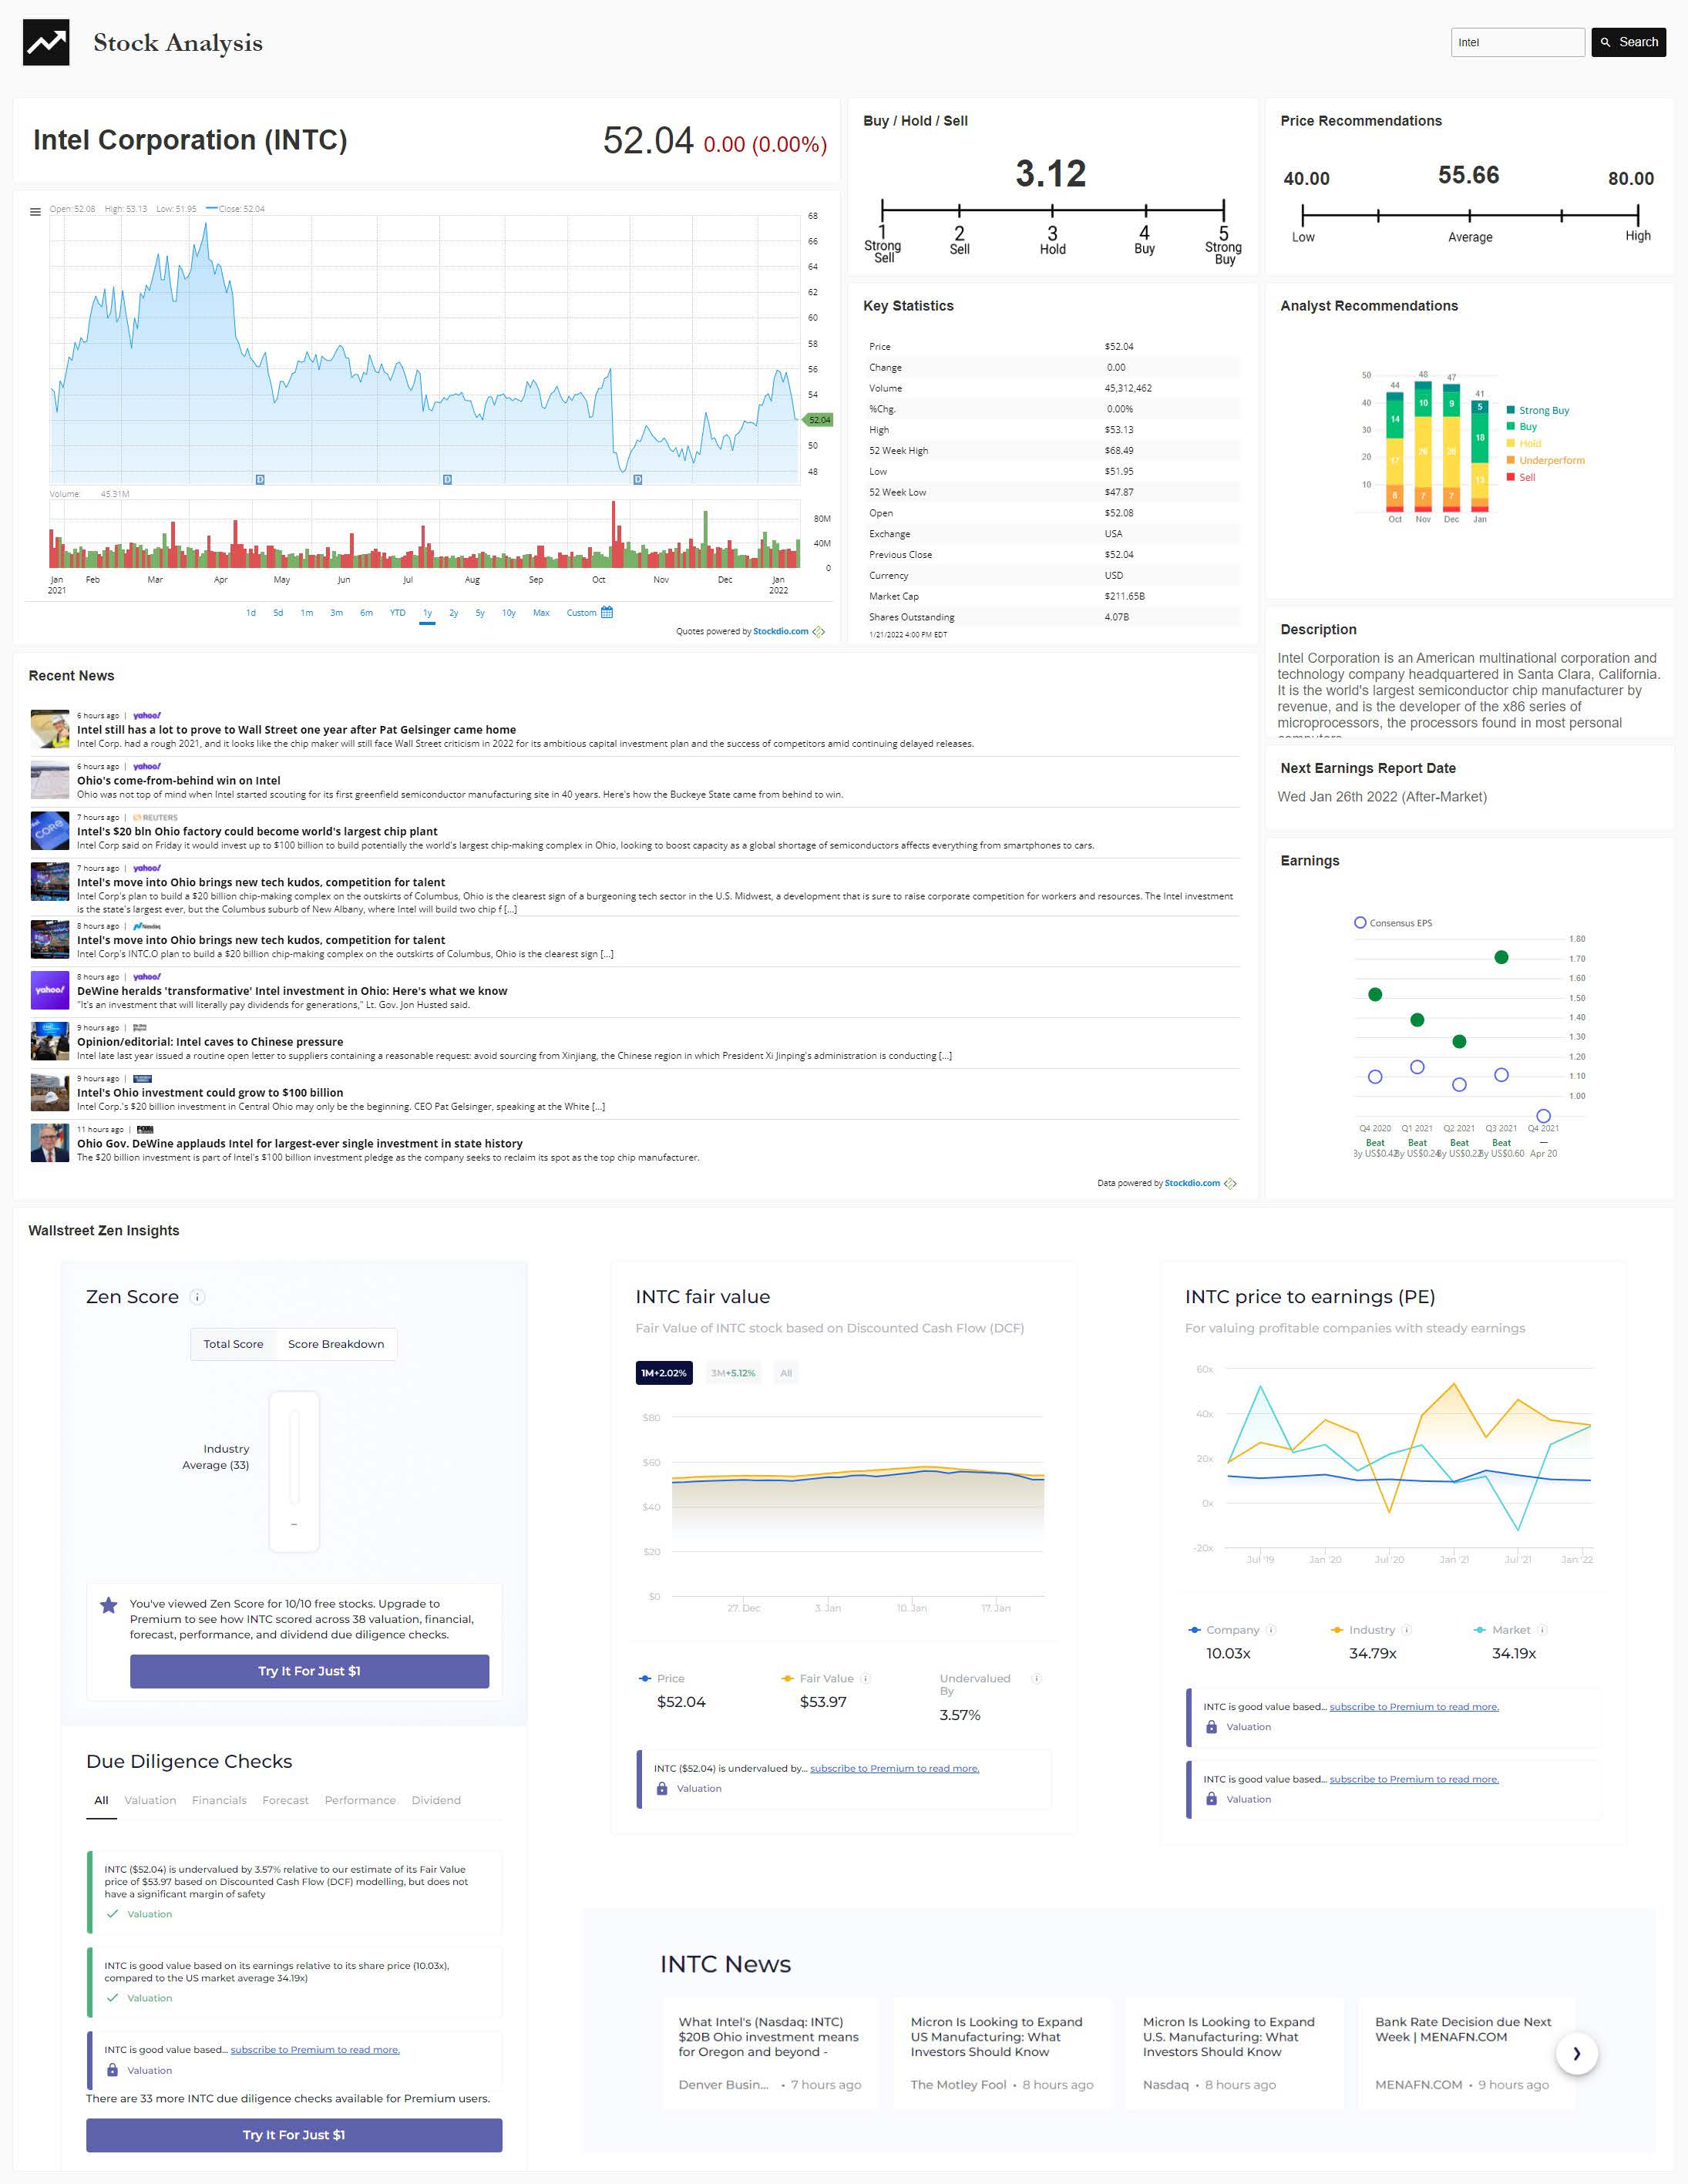 Stock Analysis
Intel
Search
Intel Corporation (INTC)
52.04 0.00 (0.00%)
Open: 52.08 High: 53.13 Low: 51.95 Close: 52.04
68
66
64
62
60
58
56
54
52.04
50
48
D D D
Volume: 45.31M
80M
40M
0
Jan Feb Mar Apr May Jun Jul Aug Sep Oct Nov Dec Jan
2021 2022
1d 5d 1m 3m 6m YTD 1y 2y 5y 10y Max Custom
Quotes powered by Stockdio.com
Buy / Hold / Sell
3.12
1 2 3 4 5
Strong Sell
Sell
Hold
Buy
Strong Buy
Price Recommendations
40.00 55.66 80.00
Low Average High
Key Statistics
Price $52.04
Change 0.00
Volume 45,312,462
%Chg. 0.00%
High $53.13
52 Week High $68.49
Low $51.95
52 Week Low $47.87
Open $52.08
Exchange USA
Previous Close $52.04
Currency USD
Market Cap $211.65B
Shares Outstanding 4.07B
1/21/2022 4:00 PM EDT
Analyst Recommendations
50
40
30
20
10
44 48 47 41
14 10 9 5
17 26 26 18
8 7 7 13
Oct Nov Dec Jan
Strong Buy
Buy
Hold
Underperform
Sell
Description
Intel Corporation is an American multinational corporation and
technology company headquartered in Santa Clara, California.
It is the world's largest semiconductor chip manufacturer by
revenue, and is the developer of the x86 series of
microprocessors, the processors found in most personal
Next Earnings Report Date
Wed Jan 26th 2022 (After-Market)
Earnings
Consensus EPS
1.80
1.70
1.60
1.50
1.40
1.30
1.20
1.10
1.00
Q4 2020 Q1 2021 Q2 2021 Q3 2021 Q4 2021
Beat Beat Beat Beat —
By US$0.42 By US$0.24 By US$0.22 By US$0.60 Apr 20
Recent News
6 hours ago | yahoo!
Intel still has a lot to prove to Wall Street one year after Pat Gelsinger came home
Intel Corp. had a rough 2021, and it looks like the chip maker will still face Wall Street criticism in 2022 for its ambitious capital investment plan and the success of competitors amid continuing delayed releases.
6 hours ago | yahoo!
Ohio's come-from-behind win on Intel
Ohio was not top of mind when Intel started scouting for its first greenfield semiconductor manufacturing site in 40 years. Here's how the Buckeye State came from behind to win.
CORE
7 hours ago | REUTERS
Intel's $20 bln Ohio factory could become world's largest chip plant
Intel Corp said on Friday it would invest up to $100 billion to build potentially the world's largest chip-making complex in Ohio, looking to boost capacity as a global shortage of semiconductors affects everything from smartphones to cars.
7 hours ago | yahoo!
Intel's move into Ohio brings new tech kudos, competition for talent
Intel Corp's plan to build a $20 billion chip-making complex on the outskirts of Columbus, Ohio is the clearest sign of a burgeoning tech sector in the U.S. Midwest, a development that is sure to raise corporate competition for workers and resources. The Intel investment
is the state's largest ever, but the Columbus suburb of New Albany, where Intel will build two chip f [...]
8 hours ago | Nasdaq
Intel's move into Ohio brings new tech kudos, competition for talent
Intel Corp's INTC.O plan to build a $20 billion chip-making complex on the outskirts of Columbus, Ohio is the clearest sign [...]
yahoo!
8 hours ago | yahoo!
DeWine heralds 'transformative' Intel investment in Ohio: Here's what we know
"It's an investment that will literally pay dividends for generations," Lt. Gov. Jon Husted said.
9 hours ago |
Opinion/editorial: Intel caves to Chinese pressure
Intel late last year issued a routine open letter to suppliers containing a reasonable request: avoid sourcing from Xinjiang, the Chinese region in which President Xi Jinping's administration is conducting [...]
9 hours ago |
Intel's Ohio investment could grow to $100 billion
Intel Corp.'s $20 billion investment in Central Ohio may only be the beginning. CEO Pat Gelsinger, speaking at the White [...]
11 hours ago |
Ohio Gov. DeWine applauds Intel for largest-ever single investment in state history
The $20 billion investment is part of Intel's $100 billion investment pledge as the company seeks to reclaim its spot as the top chip manufacturer.
Data powered by Stockdio.com
Wallstreet Zen Insights
Zen Score
Total Score Score Breakdown
Industry
Average (33)
–
You've viewed Zen Score for 10/10 free stocks. Upgrade to
Premium to see how INTC scored across 38 valuation, financial,
forecast, performance, and dividend due diligence checks.
Try It For Just $1
Due Diligence Checks
All Valuation Financials Forecast Performance Dividend
INTC ($52.04) is undervalued by 3.57% relative to our estimate of its Fair Value
price of $53.97 based on Discounted Cash Flow (DCF) modelling, but does not
have a significant margin of safety
Valuation
INTC is good value based on its earnings relative to its share price (10.03x),
compared to the US market average 34.19x)
Valuation
INTC is good value based... subscribe to Premium to read more.
Valuation
There are 33 more INTC due diligence checks available for Premium users.
Try It For Just $1
INTC fair value
Fair Value of INTC stock based on Discounted Cash Flow (DCF)
1M+2.02% 3M+5.12% All
$80
$60
$40
$20
$0
27. Dec 3. Jan 10. Jan 17. Jan
Price
$52.04
Fair Value
$53.97
Undervalued
By
3.57%
INTC ($52.04) is undervalued by... subscribe to Premium to read more.
Valuation
INTC price to earnings (PE)
For valuing profitable companies with steady earnings
60x
40x
20x
0x
-20x
Jul '19 Jan '20 Jul '20 Jan '21 Jul '21 Jan '22
Company
10.03x
Industry
34.79x
Market
34.19x
INTC is good value based... subscribe to Premium to read more.
Valuation
INTC is good value based... subscribe to Premium to read more.
Valuation
INTC News
What Intel's (Nasdaq: INTC)
$20B Ohio investment means
for Oregon and beyond -
Denver Busin... • 7 hours ago
Micron Is Looking to Expand
US Manufacturing: What
Investors Should Know
The Motley Fool • 8 hours ago
Micron Is Looking to Expand
U.S. Manufacturing: What
Investors Should Know
Nasdaq • 8 hours ago
Bank Rate Decision due Next
Week | MENAFN.COM
MENAFN.COM • 9 hours ago